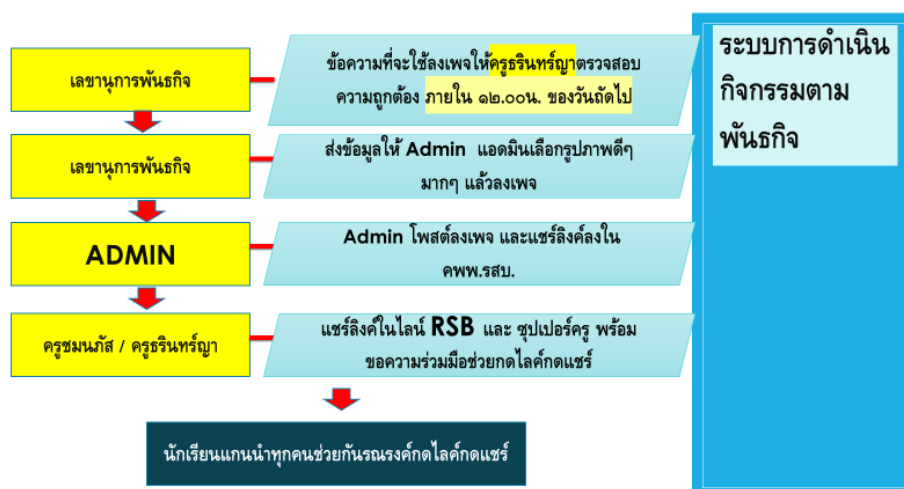 ระบบการดำเนิน
กิจกรรมตาม
พันธกิจ
เลขานุการพันธกิจ
ข้อความที่จะใช้ลงเพจให้ครูธรินทร์ญาตรวจสอบ
ความถูกต้อง ภายใน ๑๒.๐๐น. ของวันถัดไป
เลขานุการพันธกิจ
ส่งข้อมูลให้ Admin แอดมินเลือกรูปภาพดีๆ
มากๆ แล้วลงเพจ
ADMIN
Admin โพสต์ลงเพจ และแชร์ลิงค์ลงใน
คพพ.รสบ.
ครูชมนภัส / ครูธรินทร์ญา
แชร์ลิงค์ในไลน์ RSB และ ซุปเปอร์ครู พร้อม
ขอความร่วมมือช่วยกดไลค์กดแชร์
นักเรียนแกนนำทุกคนช่วยกันรณรงค์กดไลค์กดแชร์